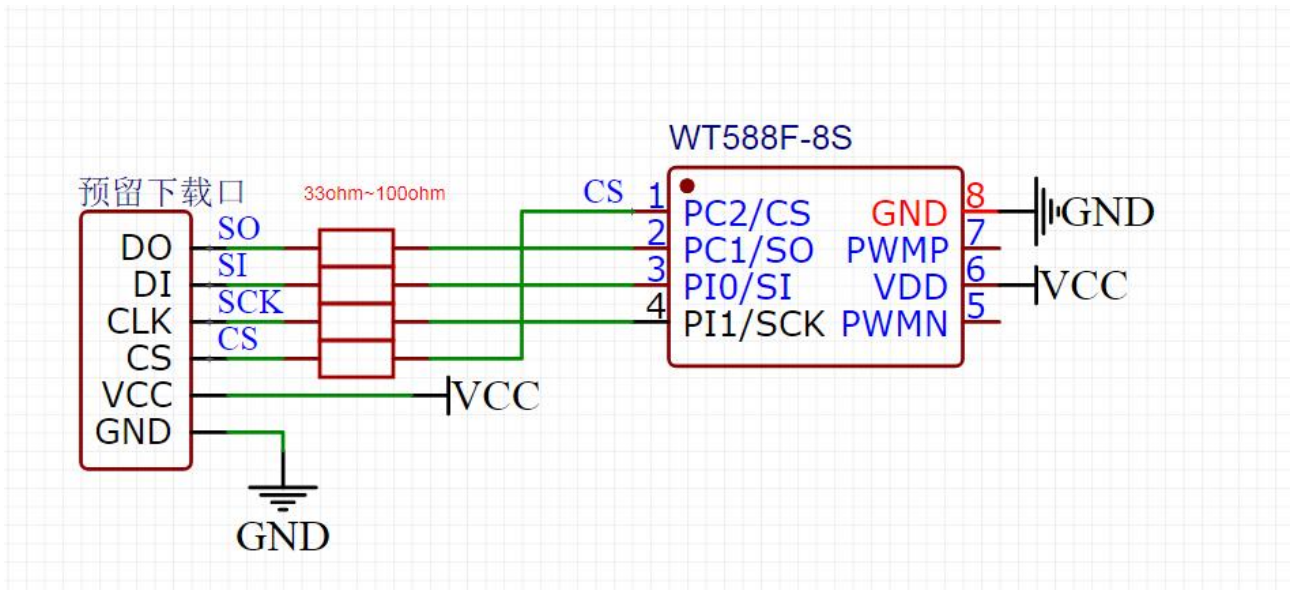 WT588F-8S
预留下载口
33ohm~100ohm
DO
DI
CLK
CS
VCC
GND
SO
SI
SCK
CS
VCC
GND
CS
1
2
3
4
PC2/CS
PC1/SO
PI0/SI
PI1/SCK
GND
PWMP
VDD
PWMN
8
7
6
5
GND
VCC